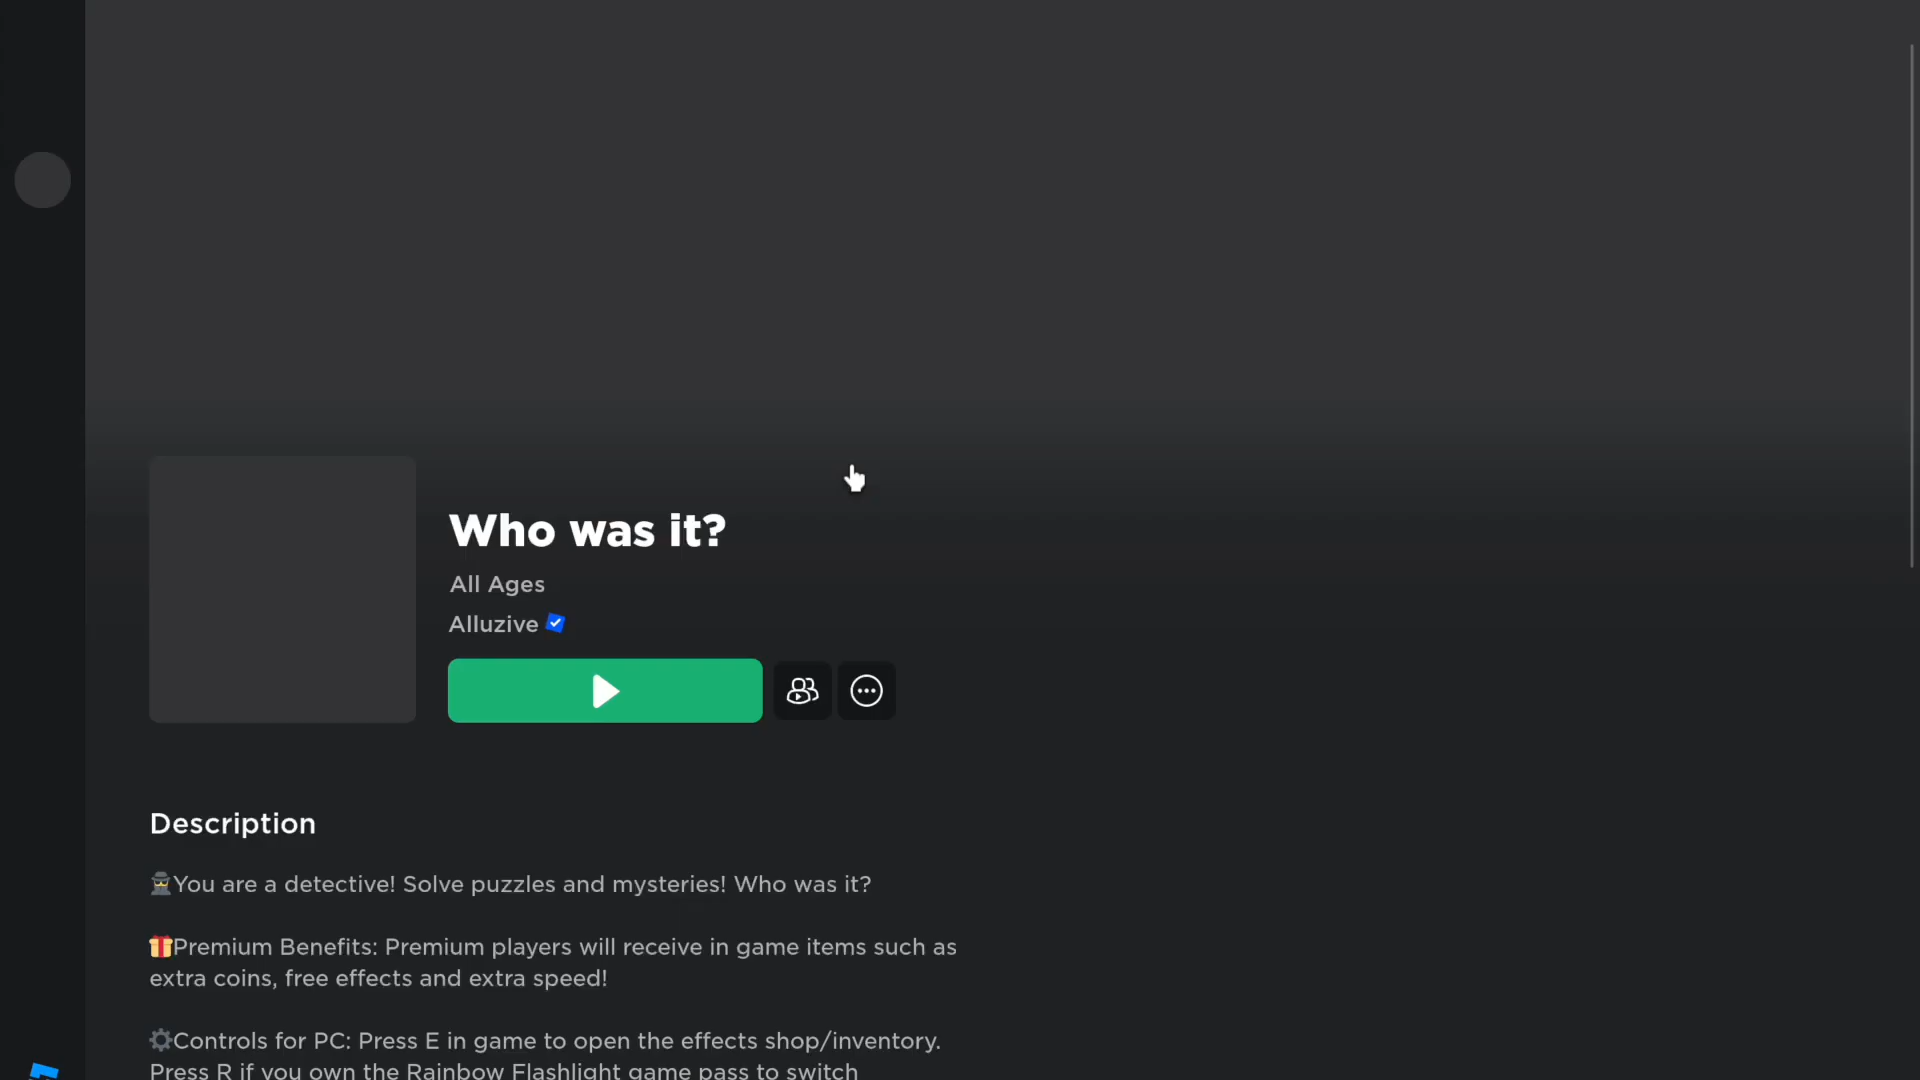 Who was it?
All Ages
Alluzive
Description
🕵️You are a detective! Solve puzzles and mysteries! Who was it?
🎁Premium Benefits: Premium players will receive in game items such as
extra coins, free effects and extra speed!
⚙️Controls for PC: Press E in game to open the effects shop/inventory.
Press R if you own the Rainbow Flashlight game pass to switch